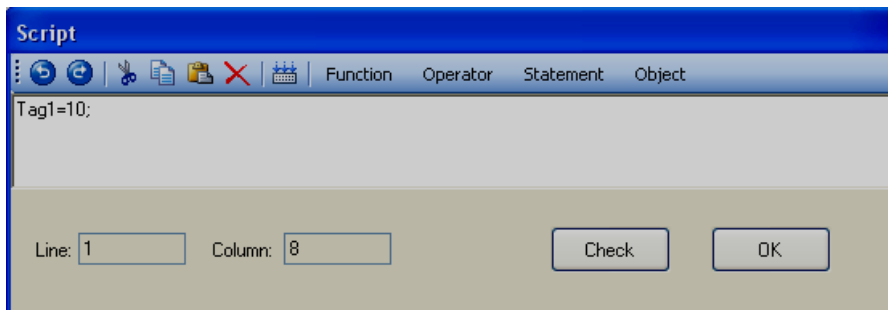 Script
Function Operator Statement Object
Tag1=10;
Line: 1 Column: 8 Check OK